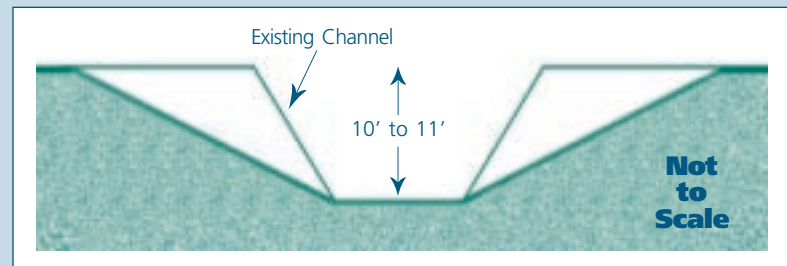 Existing Channel
10’ to 11’
Not
to
Scale